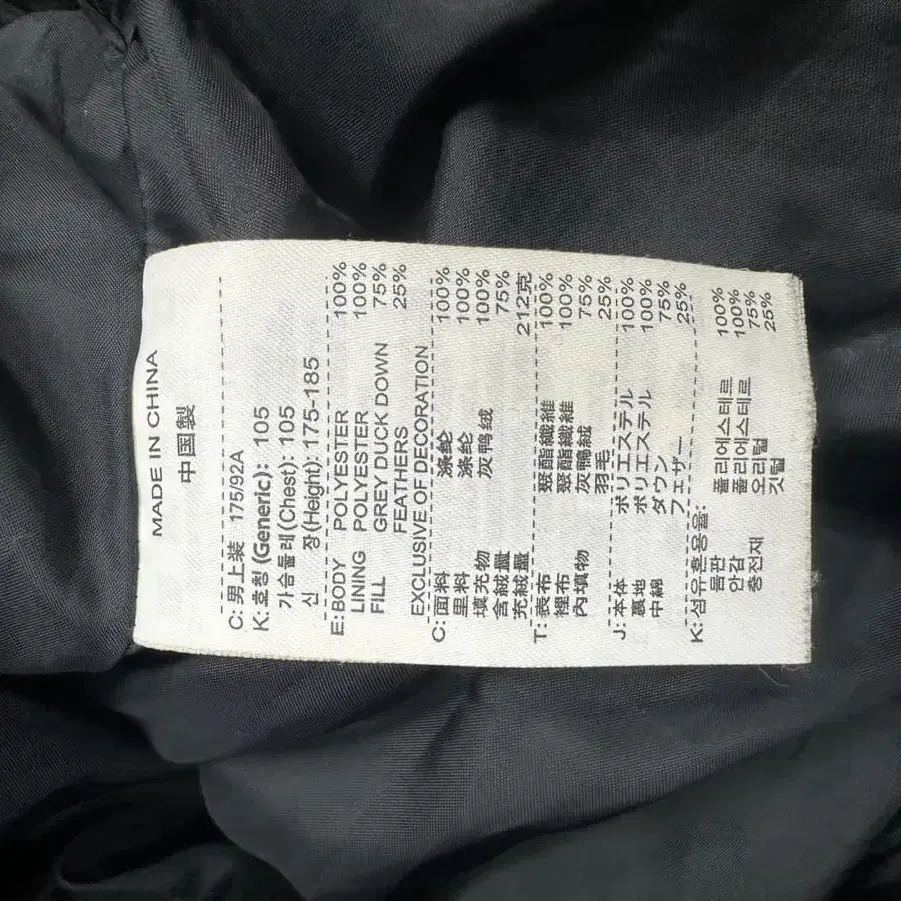 MADE IN CHINA
中国製
C: 男上装 175/92A
K: 호칭 (Generic): 105
가슴둘레 (Chest): 105
신 장(Height): 175-185
E: BODY POLYESTER 100%
LINING POLYESTER 100%
FILL GREY DUCK DOWN 75%
FEATHERS 25%
EXCLUSIVE OF DECORATION
C: 面料 涤纶 100%
里料 涤纶 100%
填充物 灰鸭绒 100%
含絨量 75%
充絨量 212克
T: 表布 聚酯纖維 100%
裡布 聚酯纖維 100%
內填物 灰鴨絨 75%
羽毛 25%
J: 本体 ポリエステル 100%
裏地 ポリエステル 100%
中綿 ダウン 75%
フェザー 25%
K: 섬유혼용율:
몸판 폴리에스테르 100%
안감 폴리에스테르 100%
충전재 오리털 75%
깃털 25%